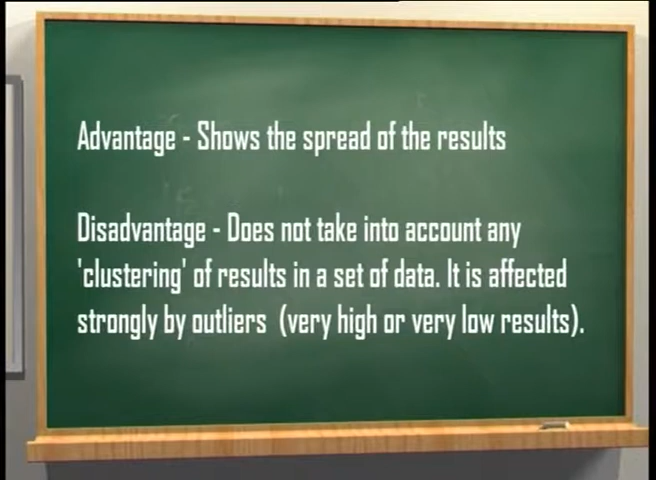 Advantage - Shows the spread of the results
Disadvantage - Does not take into account any
'clustering' of results in a set of data. It is affected
strongly by outliers (very high or very low results).